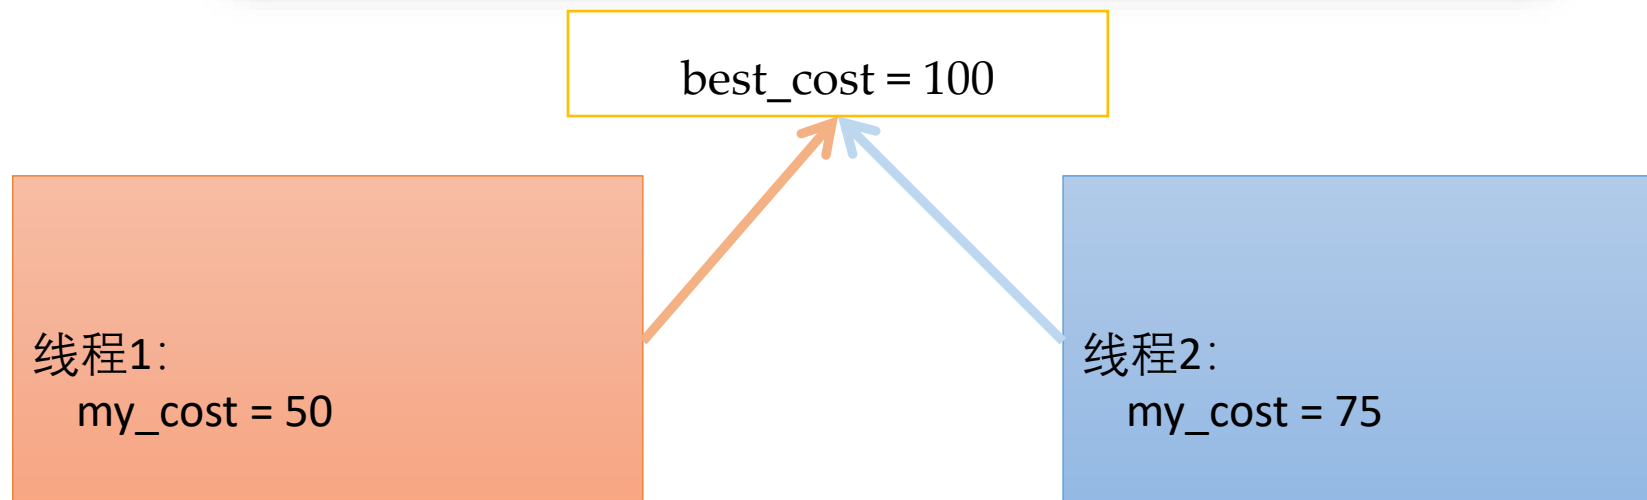 best_cost = 100
线程1:
my_cost = 50
线程2:
my_cost = 75